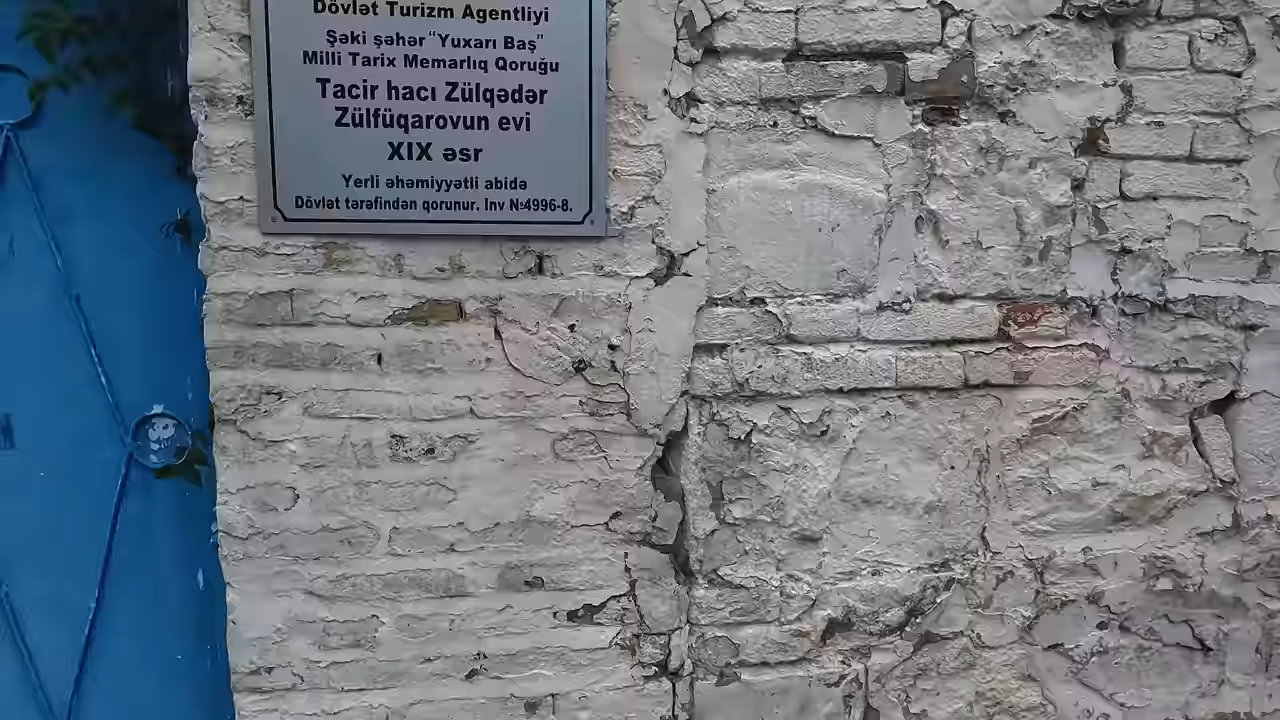 Dövlət Turizm Agentliyi
Şəki şəhər “Yuxarı Baş”
Milli Tarix Memarlıq Qoruğu
Tacir hacı Zülqədər
Zülfüqarovun evi
XIX əsr
Yerli əhəmiyyətli abidə
Dövlət tərəfindən qorunur. Inv №4996-8.